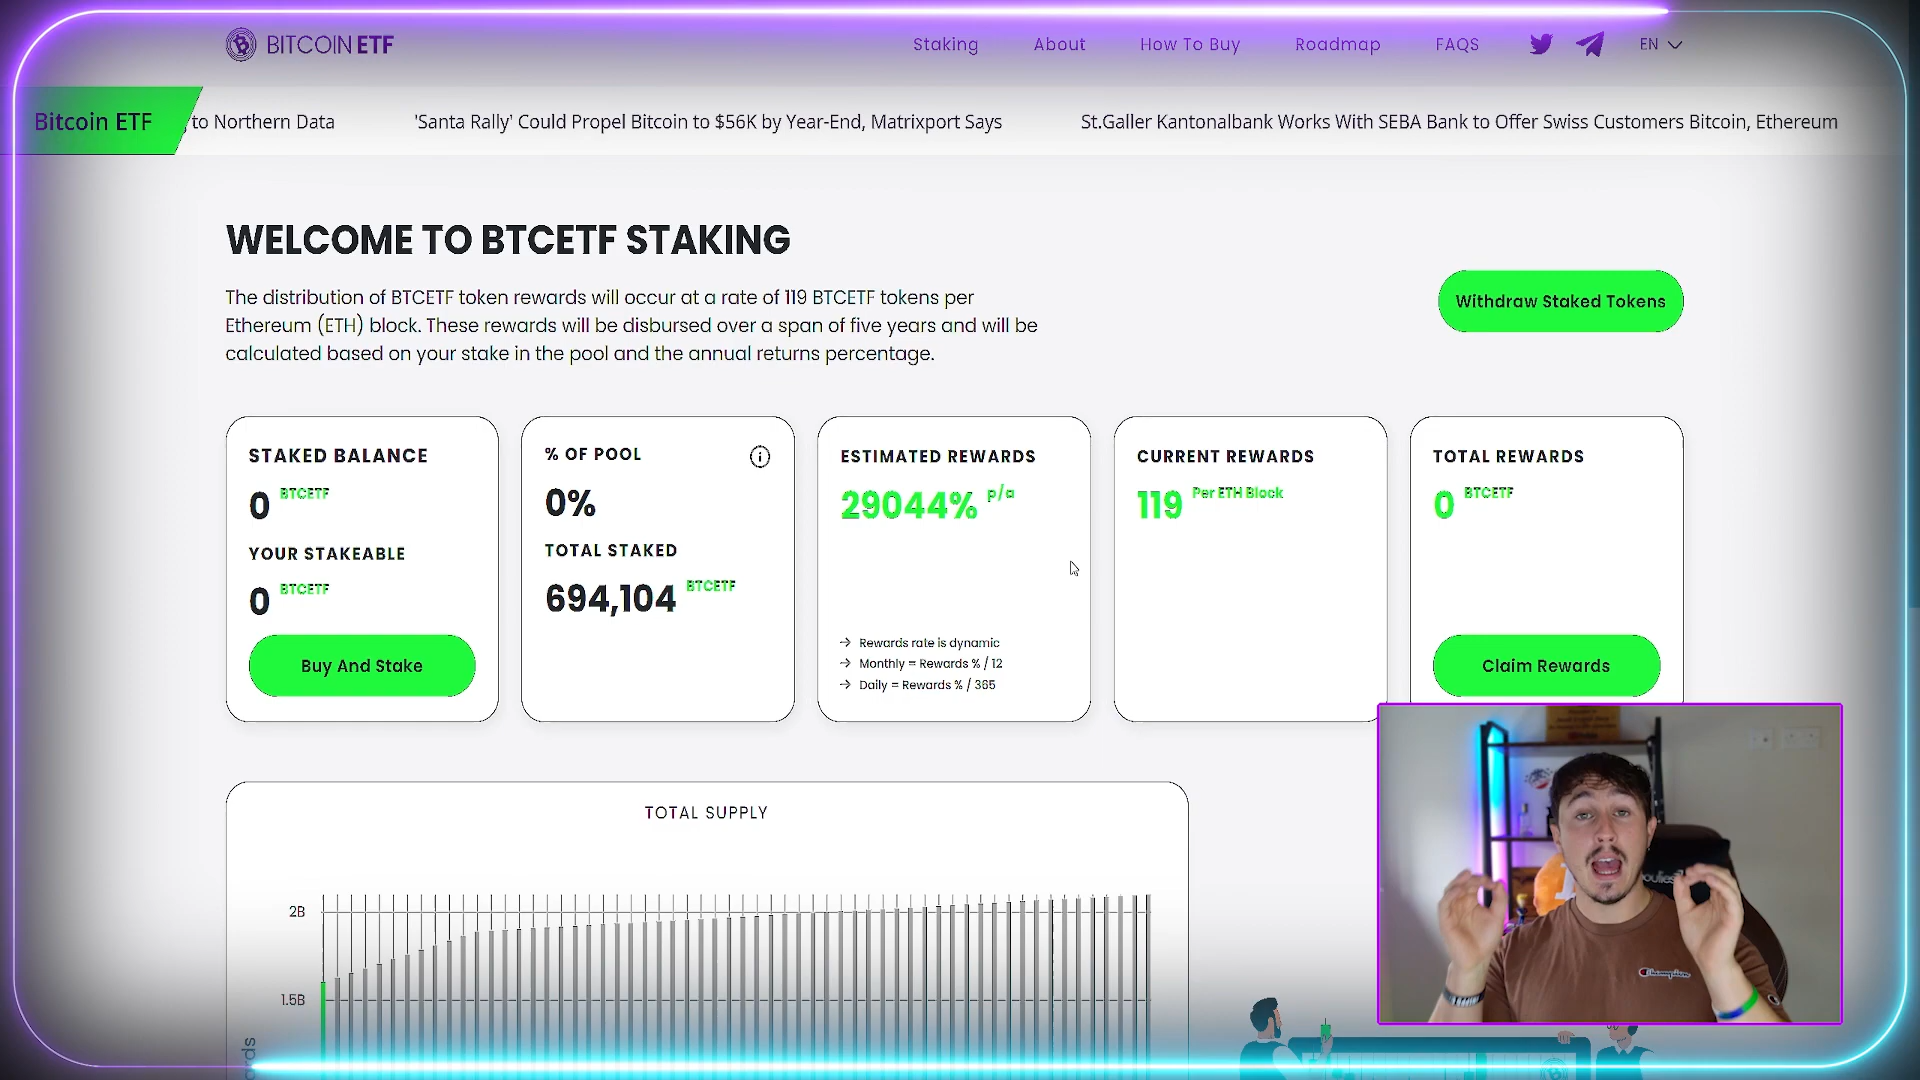 BITCOIN ETF
Staking
About
How To Buy
Roadmap
FAQS
EN
Bitcoin ETF
to Northern Data
'Santa Rally' Could Propel Bitcoin to $56K by Year-End, Matrixport Says
St.Galler Kantonalbank Works With SEBA Bank to Offer Swiss Customers Bitcoin, Ethereum
WELCOME TO BTCETF STAKING
The distribution of BTCETF token rewards will occur at a rate of 119 BTCETF tokens per
Ethereum (ETH) block. These rewards will be disbursed over a span of five years and will be
calculated based on your stake in the pool and the annual returns percentage.
Withdraw Staked Tokens
STAKED BALANCE
0 BTCETF
YOUR STAKEABLE
0 BTCETF
Buy And Stake
% OF POOL
0%
TOTAL STAKED
694,104 BTCETF
ESTIMATED REWARDS
29044% p/a
Rewards rate is dynamic
Monthly = Rewards % / 12
Daily = Rewards % / 365
CURRENT REWARDS
119 Per ETH Block
TOTAL REWARDS
0 BTCETF
Claim Rewards
TOTAL SUPPLY
2B
1.5B
Champion